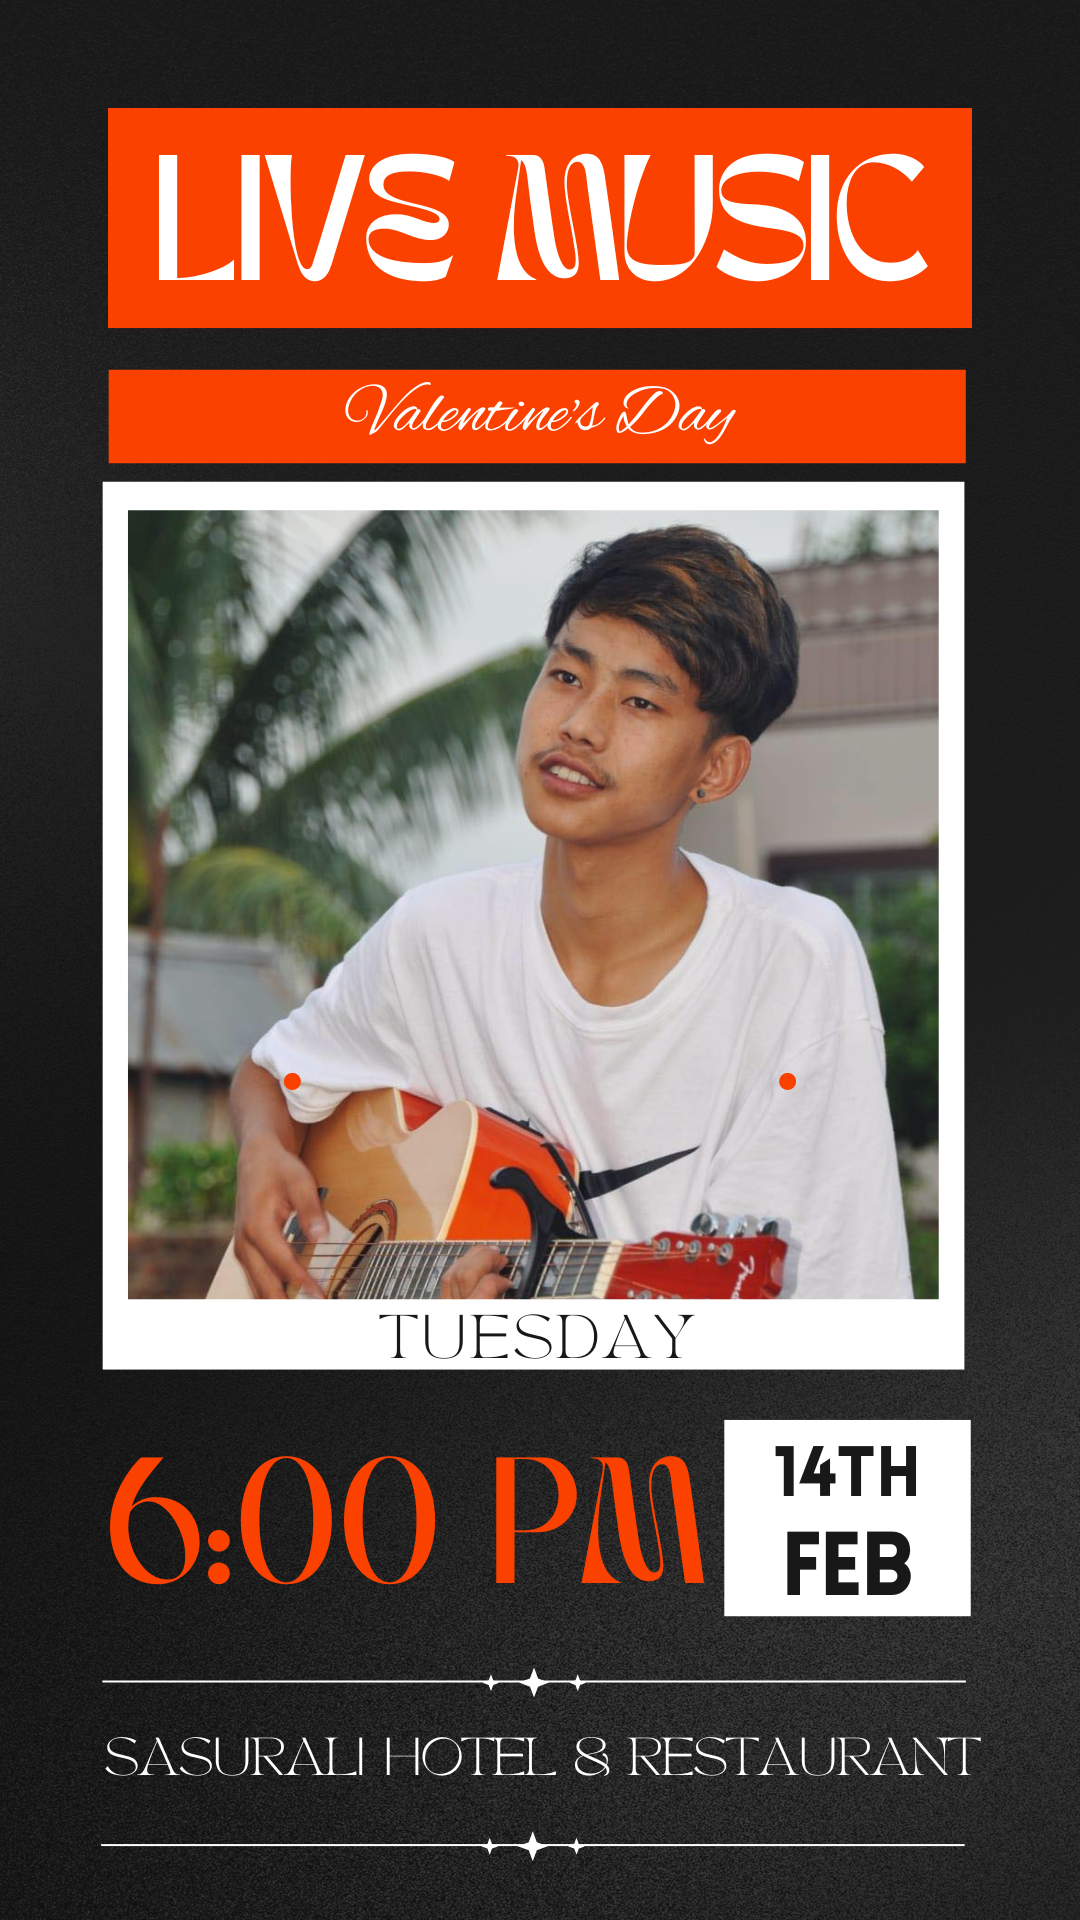 LIVE MUSIC
Valentine's Day
TUESDAY
6:00 PM
14TH
FEB
SASURALI HOTEL & RESTAURANT